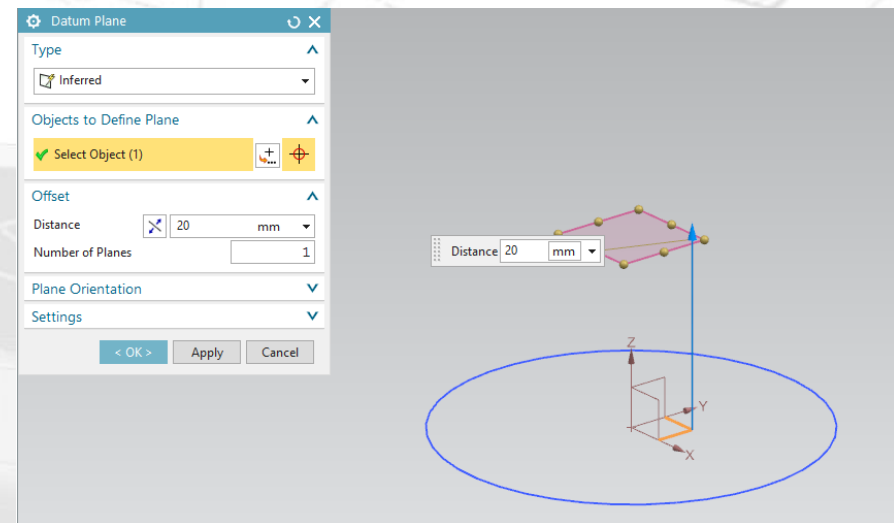 Datum Plane
Type
Inferred
Objects to Define Plane
Select Object (1)
Offset
Distance 20 mm
Number of Planes 1
Plane Orientation
Settings
< OK > Apply Cancel
Distance 20 mm
Z
Y
X